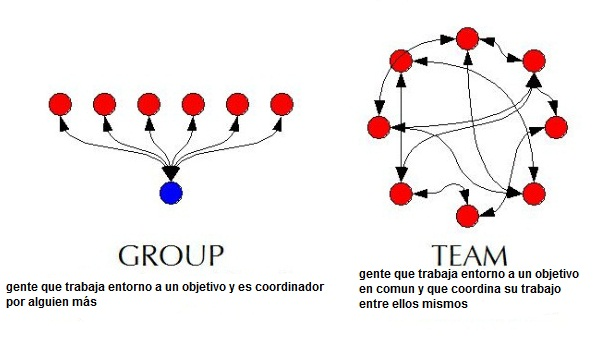 GROUP
gente que trabaja entorno a un objetivo y es coordinador
por alguien más
TEAM
gente que trabaja entorno a un objetivo
en comun y que coordina su trabajo
entre ellos mismos